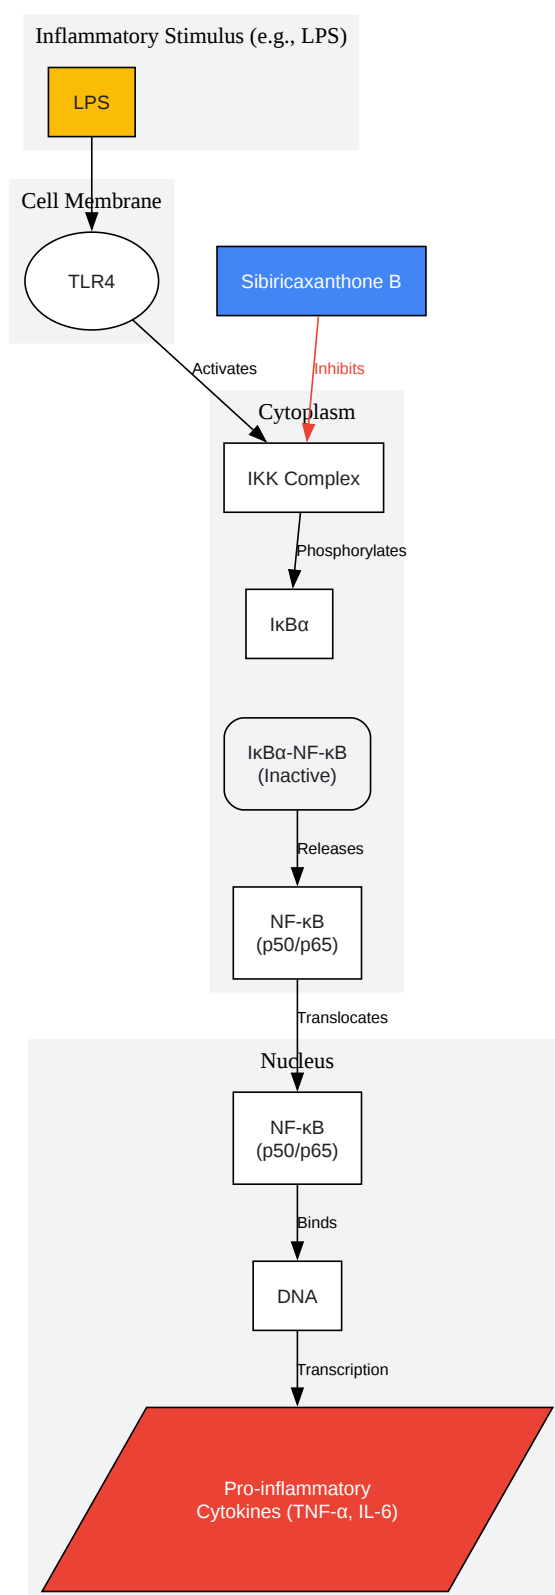 Inflammatory Stimulus (e.g., LPS)
LPS
Cell Membrane
TLR4
Sibiricaxanthone B
Activates
Inhibits
Cytoplasm
IKK Complex
Phosphorylates
IκBα
IκBα-NF-κB
(Inactive)
Releases
NF-κB
(p50/p65)
Translocates
Nucleus
NF-κB
(p50/p65)
Binds
DNA
Transcription
Pro-inflammatory
Cytokines (TNF-α, IL-6)